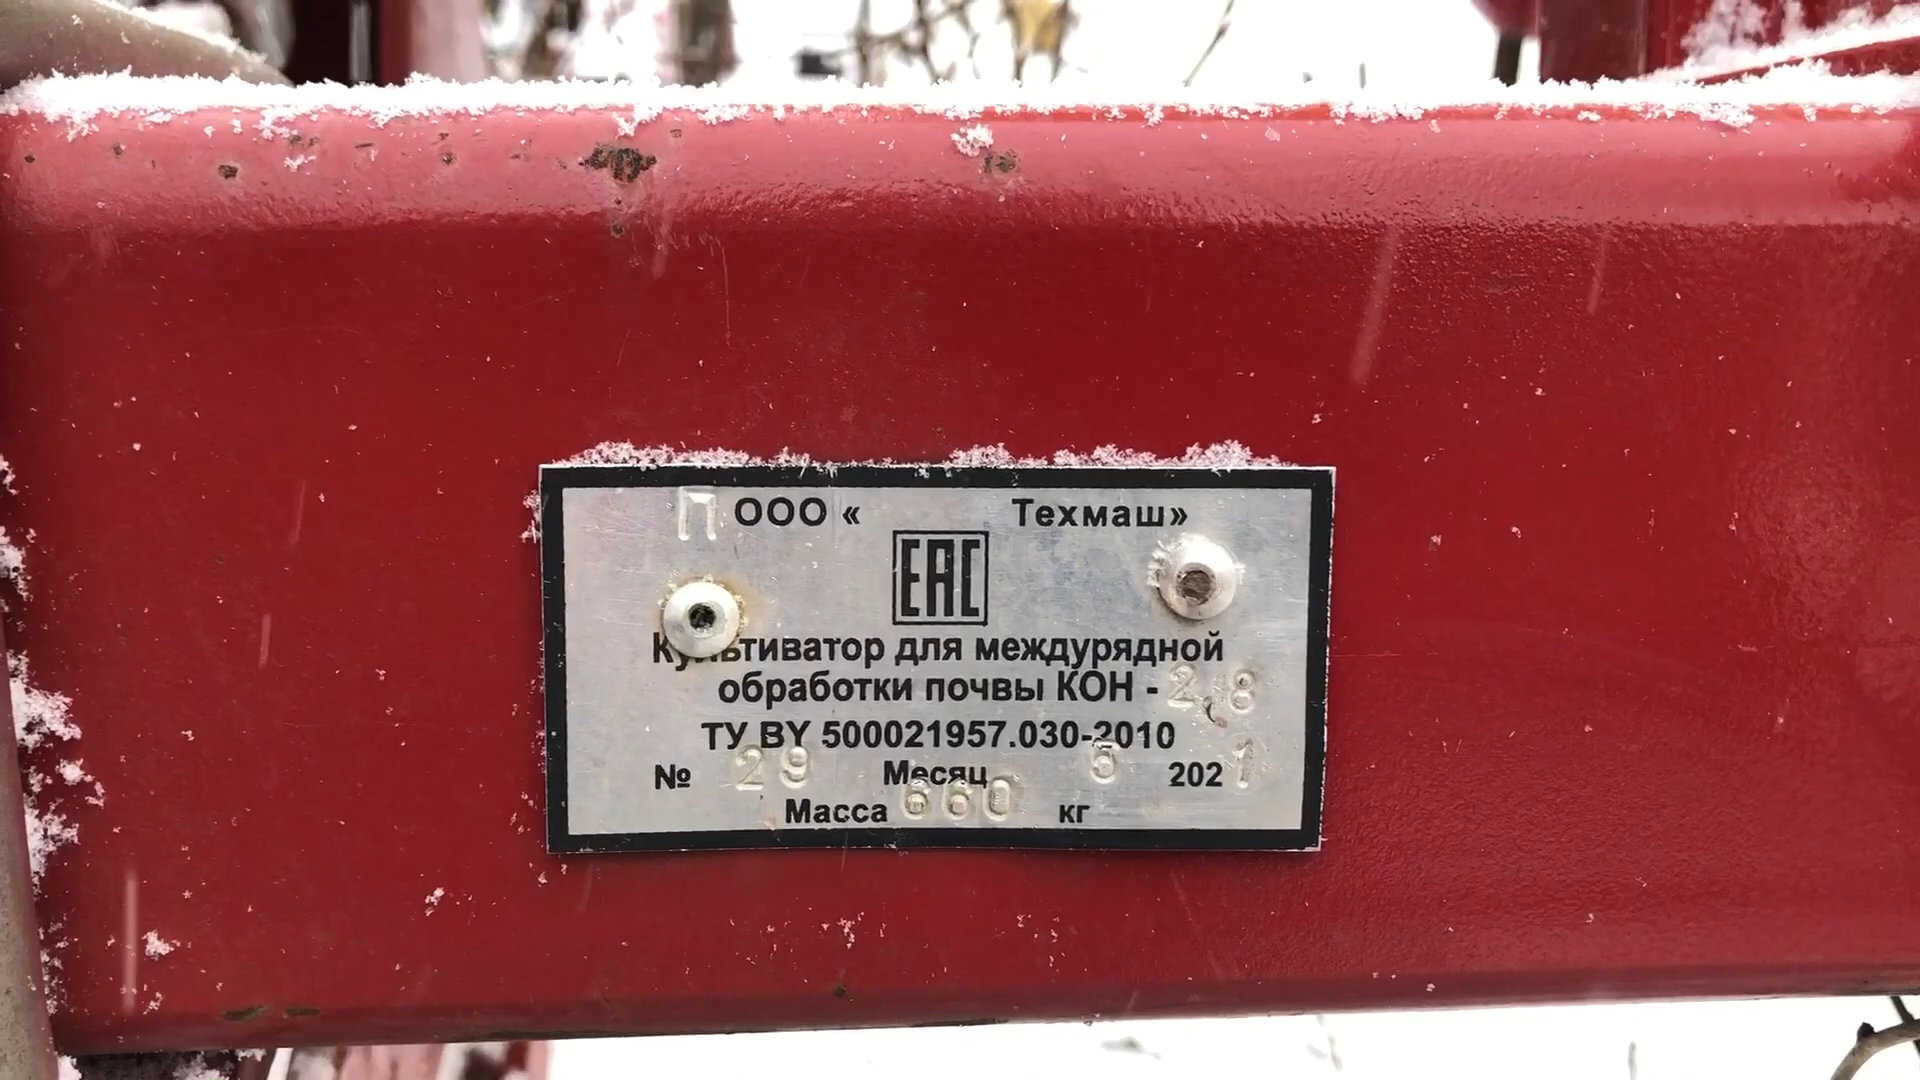 П ООО « Техмаш»
EAC
Культиватор для междурядной
обработки почвы КОН - 2,8
ТУ BY 500021957.030-2010
№ 29 Месяц 5 2021
Масса 660 кг